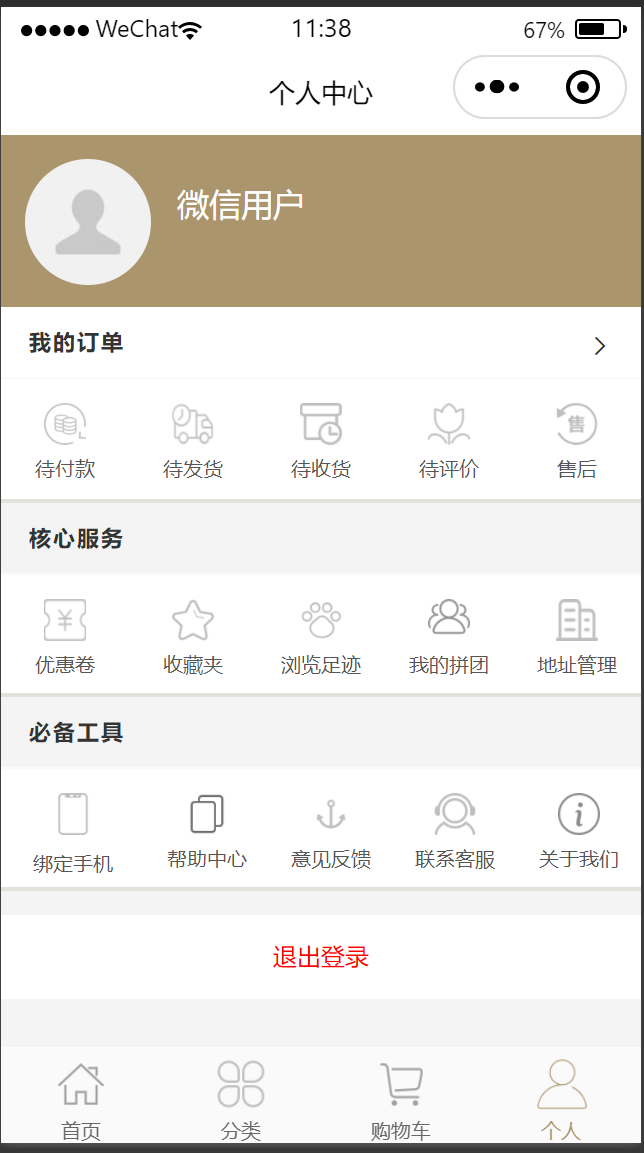 WeChat 11:38 67%
个人中心
微信用户
我的订单
售
待付款 待发货 待收货 待评价 售后
核心服务
¥
优惠卷 收藏夹 浏览足迹 我的拼团 地址管理
必备工具
i
绑定手机 帮助中心 意见反馈 联系客服 关于我们
退出登录
首页 分类 购物车 个人